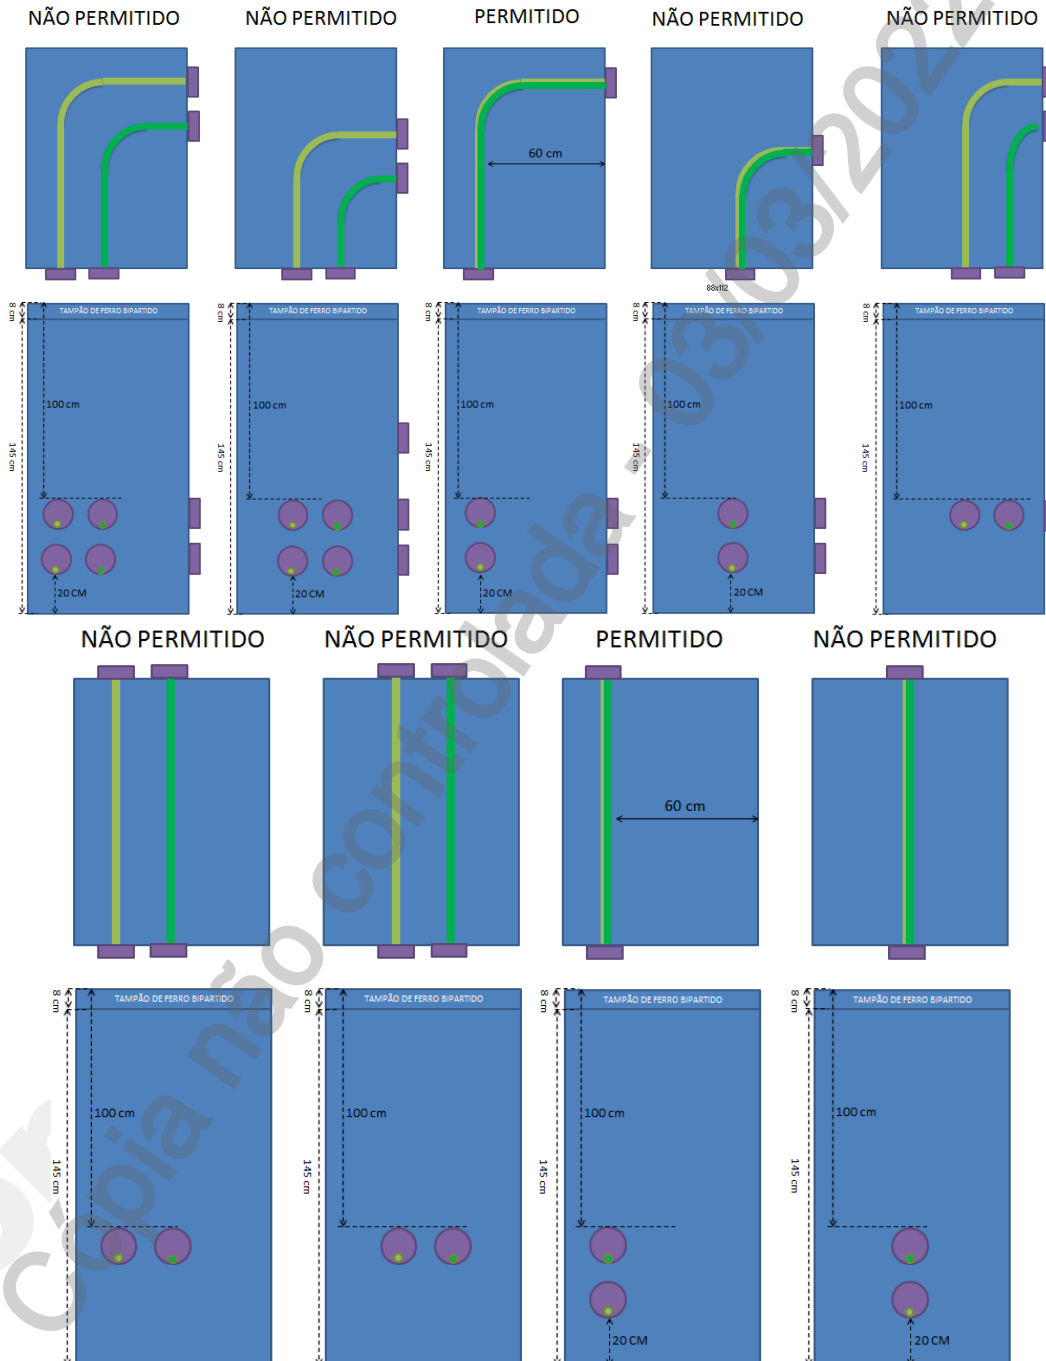 NÃO PERMITIDO
NÃO PERMITIDO
PERMITIDO
NÃO PERMITIDO
NÃO PERMITIDO
60 cm
88x112
8 cm
TAMPÃO DE FERRO BIPARTIDO
8 cm
TAMPÃO DE FERRO BIPARTIDO
8 cm
TAMPÃO DE FERRO BIPARTIDO
8 cm
TAMPÃO DE FERRO BIPARTIDO
8 cm
TAMPÃO DE FERRO BIPARTIDO
100 cm
100 cm
100 cm
100 cm
100 cm
145 cm
145 cm
145 cm
145 cm
145 cm
20 CM
20 CM
20 CM
20 CM
NÃO PERMITIDO
NÃO PERMITIDO
PERMITIDO
NÃO PERMITIDO
60 cm
8 cm
TAMPÃO DE FERRO BIPARTIDO
8 cm
TAMPÃO DE FERRO BIPARTIDO
8 cm
TAMPÃO DE FERRO BIPARTIDO
8 cm
TAMPÃO DE FERRO BIPARTIDO
100 cm
100 cm
100 cm
100 cm
145 cm
145 cm
145 cm
145 cm
20 CM
20 CM
Cópia não controlada - 03/03/2022